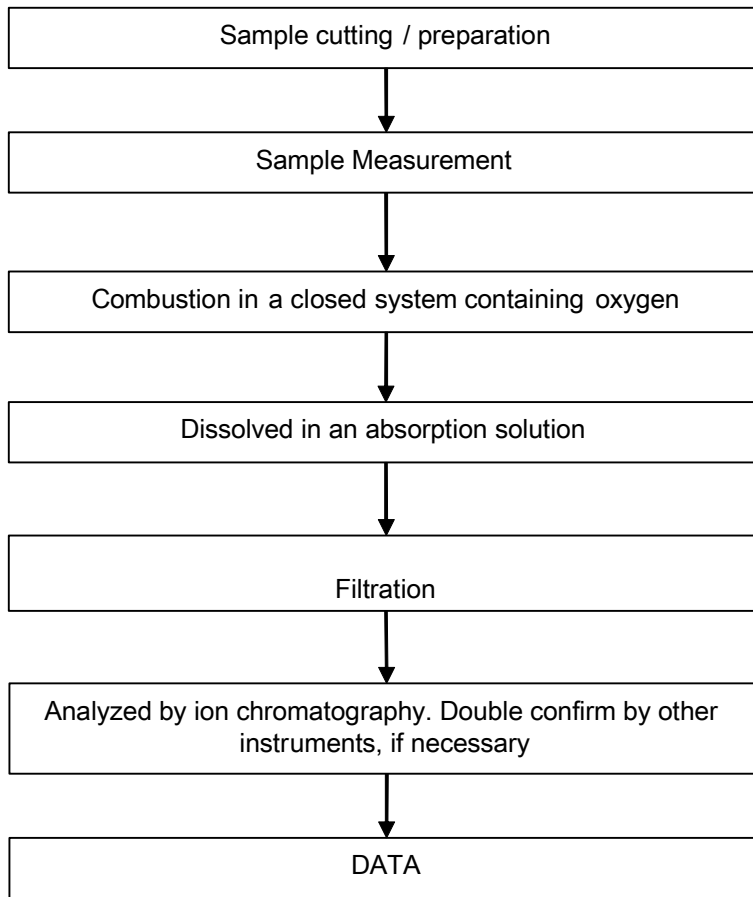 Sample cutting / preparation
Sample Measurement
Combustion in a closed system containing oxygen
Dissolved in an absorption solution
Filtration
Analyzed by ion chromatography. Double confirm by other
instruments, if necessary
DATA